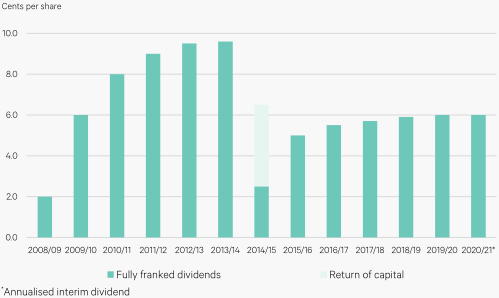 Cents per share
10.0
8.0
6.0
4.0
2.0
0.0
2008/09 2009/10 2010/11 2011/12 2012/13 2013/14 2014/15 2015/16 2016/17 2017/18 2018/19 2019/20 2020/21*
Fully franked dividends Return of capital
*Annualised interim dividend